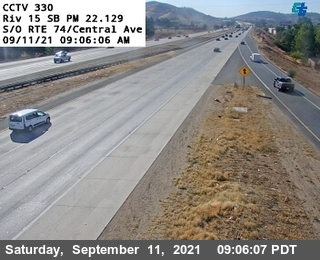 CCTV 330
Riv 15 SB PM 22.129
S/O RTE 74/Central Ave
09/11/21 09:06:06 AM
Saturday, September 11, 2021 09:06:07 PDT